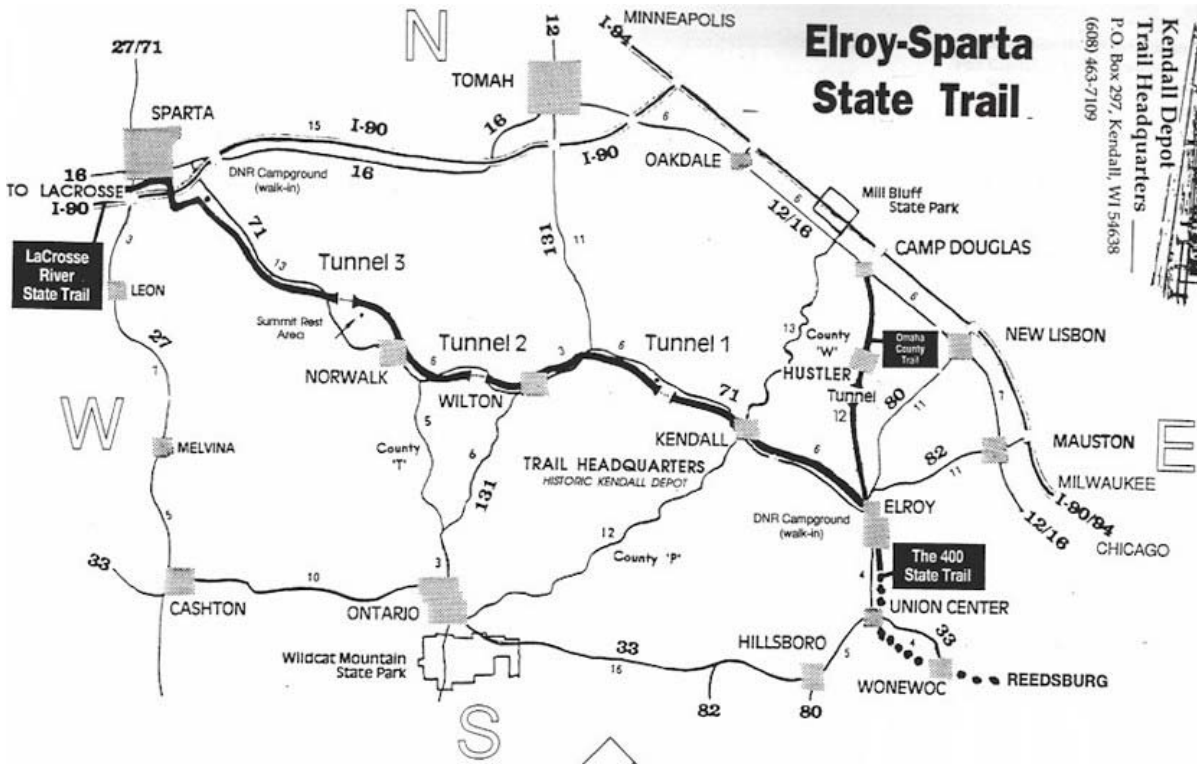 Elroy-Sparta
State Trail
Kendall Depot
Trail Headquarters
P.O. Box 297, Kendall, WI 54638
(608) 463-7109
N
W
E
S
27/71
12
I-94
MINNEAPOLIS
TOMAH
SPARTA
15
I-90
16
16
I-90
6
OAKDALE
16
TO LACROSSE
I-90
DNR Campground
(walk-in)
Mill Bluff
State Park
12/16
6
71
131
11
CAMP DOUGLAS
LaCrosse
River
State Trail
3
LEON
13
Tunnel 3
Summit Rest
Area
27
7
NORWALK
6
Tunnel 2
WILTON
3
6
Tunnel 1
13
County
'W'
HUSTLER
Omaha
County
Trail
6
NEW LISBON
Tunnel
12
80
11
7
71
KENDALL
6
82
11
MAUSTON
MILWAUKEE
I-90/94
12/16
CHICAGO
MELVINA
5
County
'T'
6
131
TRAIL HEADQUARTERS
HISTORIC KENDALL DEPOT
ELROY
DNR Campground
(walk-in)
5
33
CASHTON
10
3
ONTARIO
12
County 'P'
The 400
State Trail
4
UNION CENTER
Wildcat Mountain
State Park
33
16
82
HILLSBORO
80
5
4
33
WONEWOC
REEDSBURG